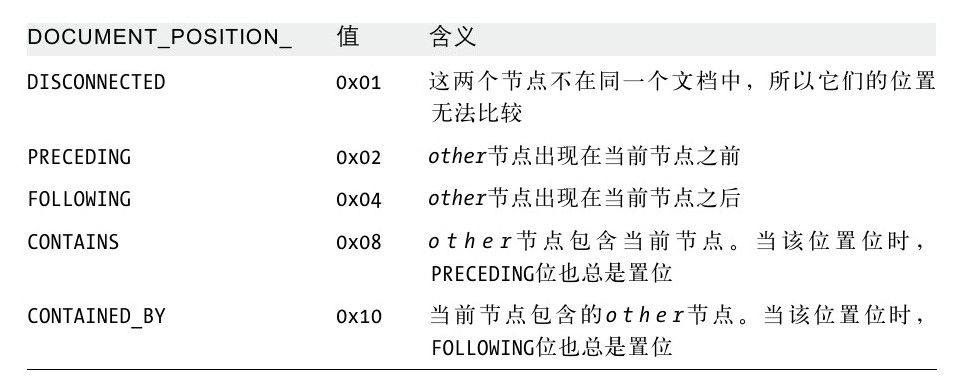 DOCUMENT_POSITION_ 值 含义
DISCONNECTED 0x01 这两个节点不在同一个文档中，所以它们的位置
无法比较
PRECEDING 0x02 other节点出现在当前节点之前
FOLLOWING 0x04 other节点出现在当前节点之后
CONTAINS 0x08 other节点包含当前节点。当该位置位时，
PRECEDING位也总是置位
CONTAINED_BY 0x10 当前节点包含的other节点。当该位置位时，
FOLLOWING位也总是置位